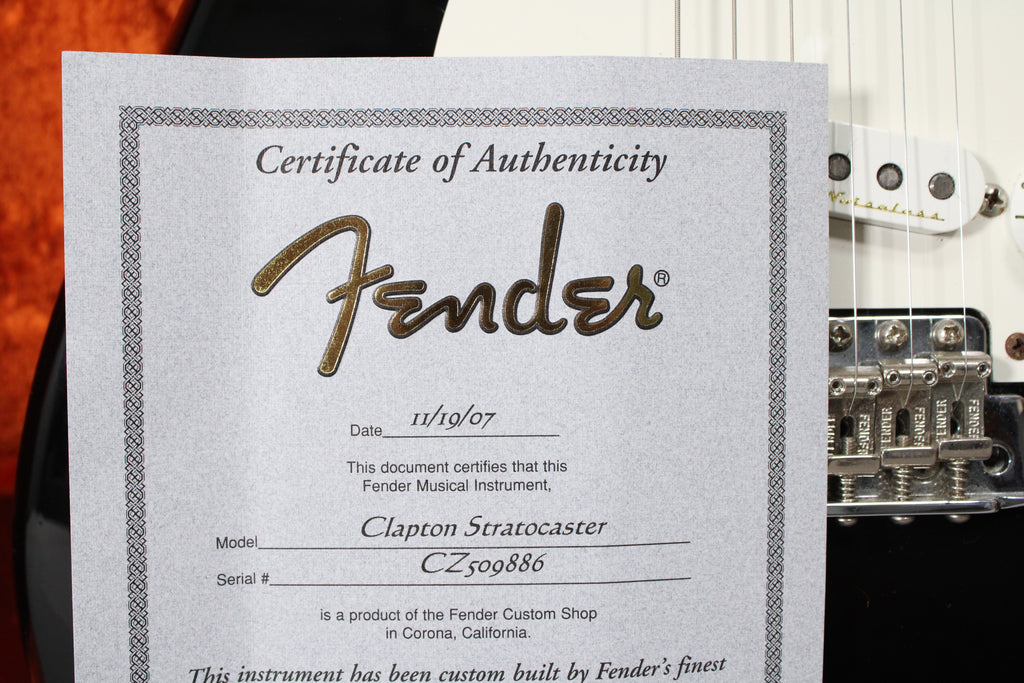 Certificate of Authenticity
Fender®
Date 11/19/07
This document certifies that this
Fender Musical Instrument,
Model Clapton Stratocaster
Serial # CZ509886
is a product of the Fender Custom Shop
in Corona, California.
This instrument has been custom built by Fender's finest
Noiseless
FENDER
FENDER
FENDER
FENDER